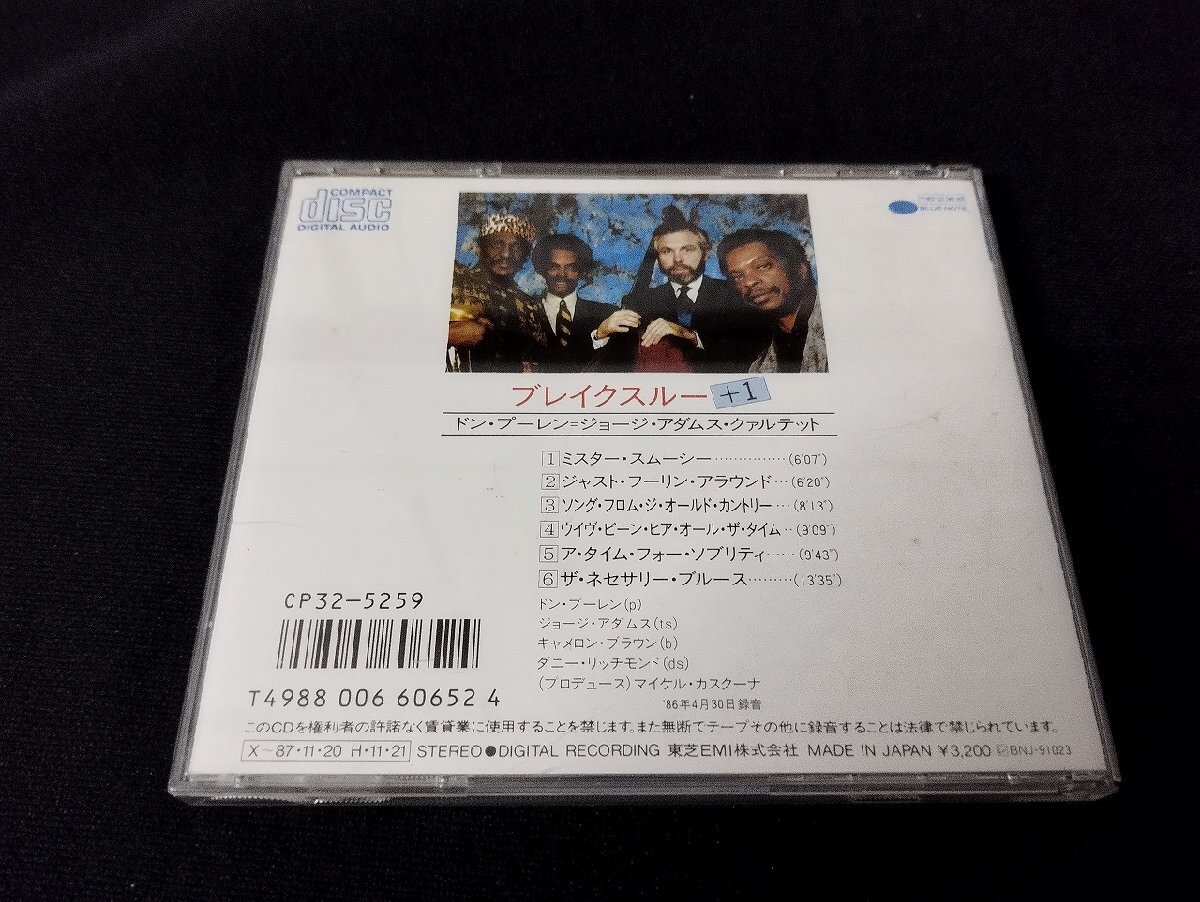 COMPACT
disc
DIGITAL AUDIO
BLUE NOTE
ブレイクスルー +1
ドン・プーレン=ジョージ・アダムス・クァルテット
1 ミスター・スムーシー……………(6'07")
2 ジャスト・フーリン・アラウンド…(6'20")
3 ソング・フロム・ジ・オールド・カントリー…(8'13")
4 ウイヴ・ビーン・ヒア・オール・ザ・タイム‥(9'09")
5 ア・タイム・フォー・ソブリティ……(9'43")
6 ザ・ネセサリー・ブルース………(13'35")
ドン・プーレン(p)
ジョージ・アダムス(ts)
キャメロン・ブラウン(b)
ダニー・リッチモンド(ds)
(プロデュース)マイケル・カスクーナ
'86年4月30日録音
CP32-5259
T4988 006 60652 4
このCDを権利者の許諾なく賃貸業に使用することを禁じます。また無断でテープその他に録音することは法律で禁じられています。
X~87・11・20 H・11・21 STEREO●DIGITAL RECORDING 東芝EMI株式会社 MADE IN JAPAN ¥3,200 ⓅBNJ-91023